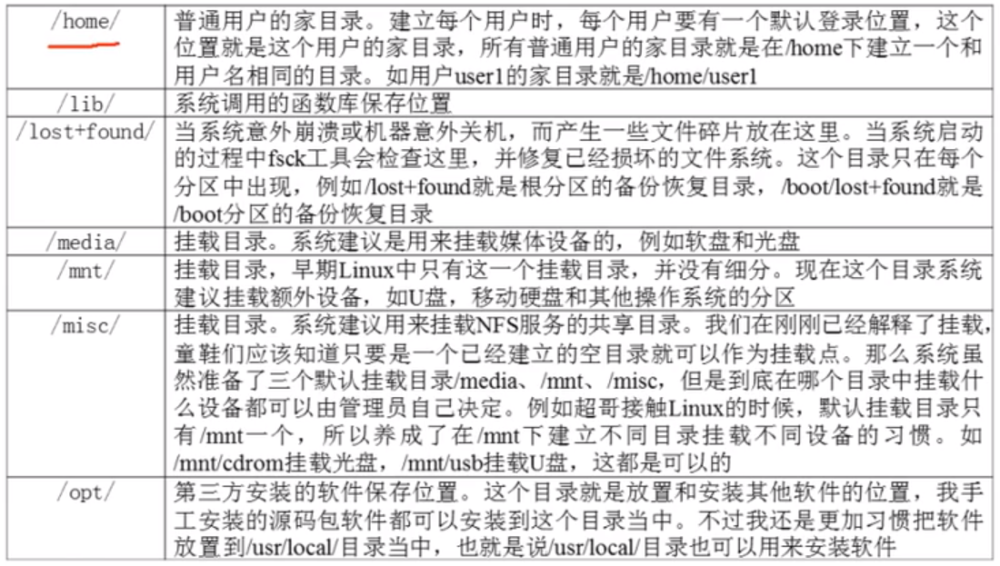 /home/ 普通用户的家目录。建立每个用户时，每个用户要有一个默认登录位置，这个
位置就是这个用户的家目录，所有普通用户的家目录就是在/home下建立一个和
用户名相同的目录。如用户user1的家目录就是/home/user1
/lib/ 系统调用的函数库保存位置
/lost+found/ 当系统意外崩溃或机器意外关机，而产生一些文件碎片放在这里。当系统启动
的过程中fsck工具会检查这里，并修复已经损坏的文件系统。这个目录只在每个
分区中出现，例如/lost+found就是根分区的备份恢复目录，/boot/lost+found就是
/boot分区的备份恢复目录
/media/ 挂载目录。系统建议是用来挂载媒体设备的，例如软盘和光盘
/mnt/ 挂载目录，早期Linux中只有这一个挂载目录，并没有细分。现在这个目录系统
建议挂载额外设备，如U盘，移动硬盘和其他操作系统的分区
/misc/ 挂载目录。系统建议用来挂载NFS服务的共享目录。我们在刚刚已经解释了挂载，
童鞋们应该知道只要是一个已经建立的空目录就可以作为挂载点。那么系统虽
然准备了三个默认挂载目录/media、/mnt、/misc，但是到底在哪个目录中挂载什
么设备都可以由管理员自己决定。例如超哥接触Linux的时候，默认挂载目录只
有/mnt一个，所以养成了在/mnt下建立不同目录挂载不同设备的习惯。如
/mnt/cdrom挂载光盘，/mnt/usb挂载U盘，这都是可以的
/opt/ 第三方安装的软件保存位置。这个目录就是放置和安装其他软件的位置，我手
工安装的源码包软件都可以安装到这个目录当中。不过我还是更加习惯把软件
放置到/usr/local/目录当中，也就是说/usr/local/目录也可以用来安装软件